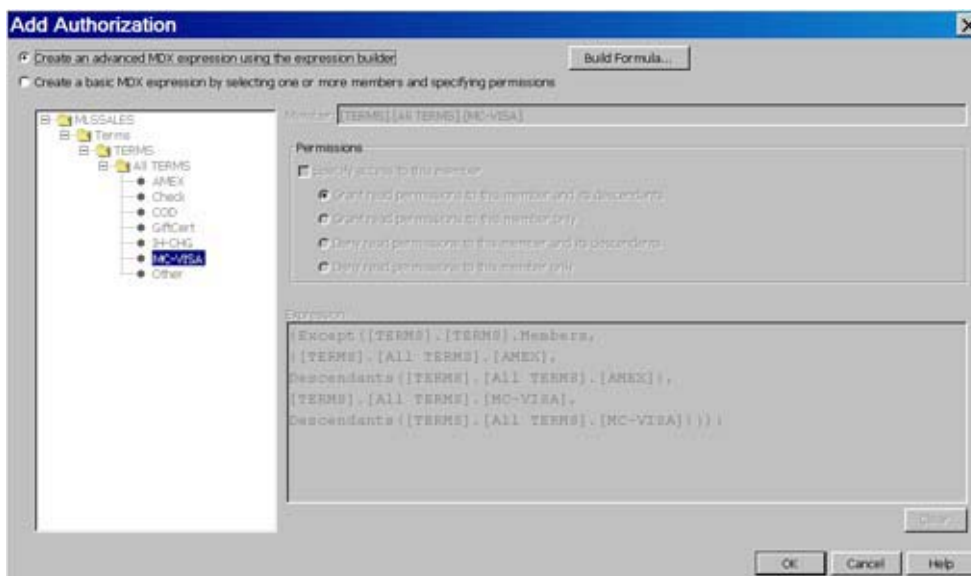 Add Authorization
Create an advanced MDX expression using the expression builder
Build Formula...
Create a basic MDX expression by selecting one or more members and specifying permissions
MLSSALES
Terms
TERMS
All TERMS
AMEX
Check
COD
GiftCert
IH-CHG
MC-VISA
Other
Member: [TERMS].[All TERMS].[MC-VISA]
Permissions
Specify access to this member
Grant read permissions to this member and its descendants
Grant read permissions to this member only
Deny read permissions to this member and its descendants
Deny read permissions to this member only
Expression
{Except([TERMS].[TERMS].Members,
{[TERMS].[All TERMS].[AMEX],
Descendants([TERMS].[All TERMS].[AMEX]),
[TERMS].[All TERMS].[MC-VISA],
Descendants([TERMS].[All TERMS].[MC-VISA])})}
Clear
OK
Cancel
Help